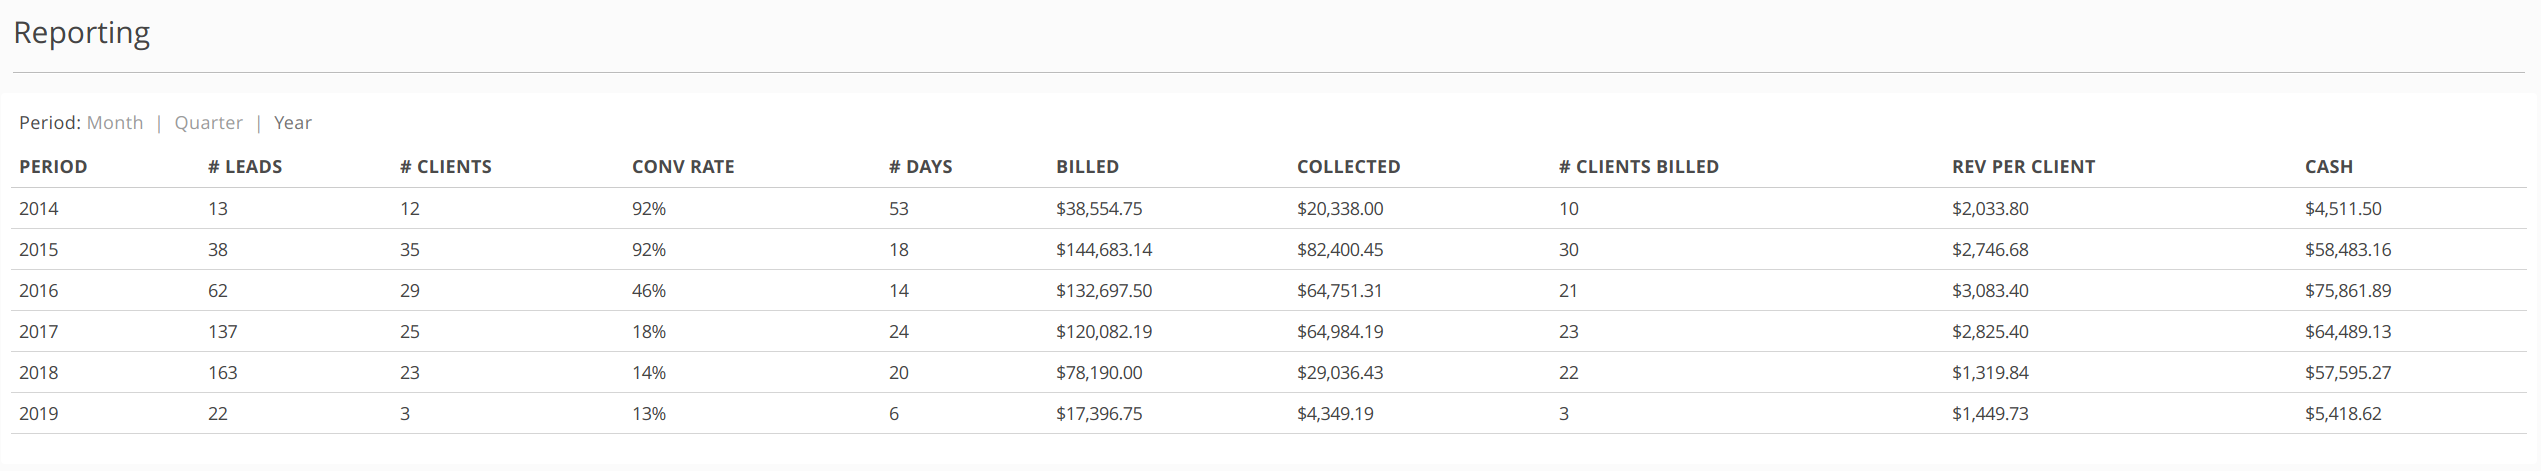 Reporting
Period: Month | Quarter | Year
PERIOD # LEADS # CLIENTS CONV RATE # DAYS BILLED COLLECTED # CLIENTS BILLED REV PER CLIENT CASH
2014 13 12 92% 53 $38,554.75 $20,338.00 10 $2,033.80 $4,511.50
2015 38 35 92% 18 $144,683.14 $82,400.45 30 $2,746.68 $58,483.16
2016 62 29 46% 14 $132,697.50 $64,751.31 21 $3,083.40 $75,861.89
2017 137 25 18% 24 $120,082.19 $64,984.19 23 $2,825.40 $64,489.13
2018 163 23 14% 20 $78,190.00 $29,036.43 22 $1,319.84 $57,595.27
2019 22 3 13% 6 $17,396.75 $4,349.19 3 $1,449.73 $5,418.62